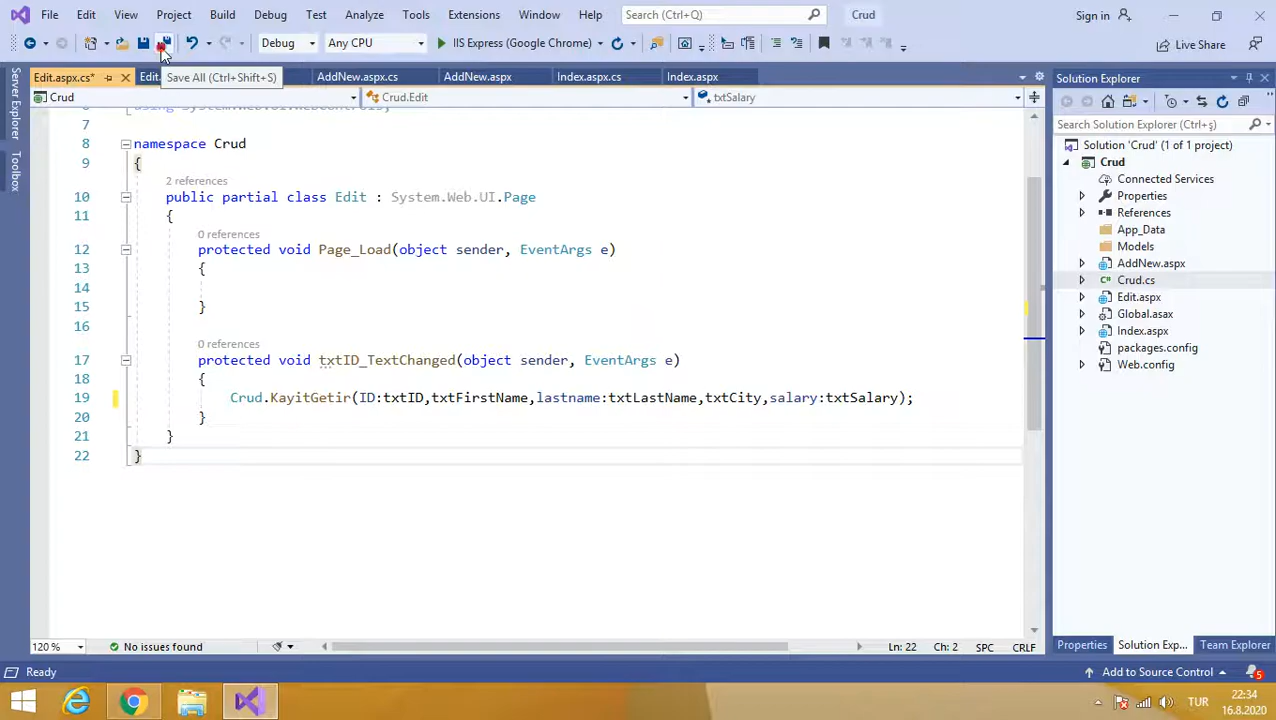 File Edit View Project Build Debug Test Analyze Tools Extensions Window Help Search (Ctrl+Q) Crud Sign in
Debug Any CPU IIS Express (Google Chrome) Live Share
Edit.aspx.cs* Edit. Save All (Ctrl+Shift+S) AddNew.aspx.cs AddNew.aspx Index.aspx.cs Index.aspx
Crud Crud.Edit txtSalary
Server Explorer
Toolbox
7
8 namespace Crud
9 {
2 references
10 public partial class Edit : System.Web.UI.Page
11 {
0 references
12 protected void Page_Load(object sender, EventArgs e)
13 {
14
15 }
16
0 references
17 protected void txtID_TextChanged(object sender, EventArgs e)
18 {
19 Crud.KayitGetir(ID:txtID,txtFirstName,lastname:txtLastName,txtCity,salary:txtSalary);
20 }
21 }
22 }
120 % No issues found Ln: 22 Ch: 2 SPC CRLF
Solution Explorer
Search Solution Explorer (Ctrl+ş)
Solution 'Crud' (1 of 1 project)
Crud
Connected Services
Properties
References
App_Data
Models
AddNew.aspx
C# Crud.cs
Edit.aspx
Global.asax
Index.aspx
packages.config
Web.config
Properties Solution Exp... Team Explorer
Ready Add to Source Control 5
TUR 22:34
16.8.2020